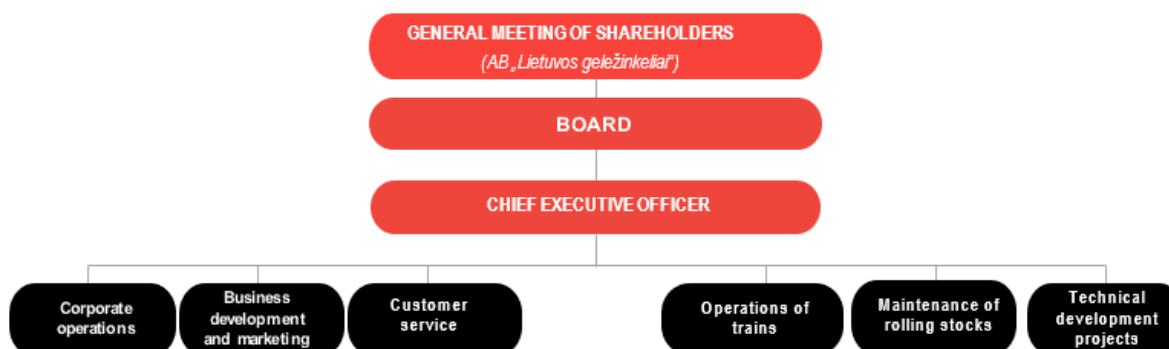 GENERAL MEETING OF SHAREHOLDERS
(AB „Lietuvos geležinkeliai“)
BOARD
CHIEF EXECUTIVE OFFICER
Corporate
operations
Business
development
and marketing
Customer
service
Operations of
trains
Maintenance of
rolling stocks
Technical
development
projects